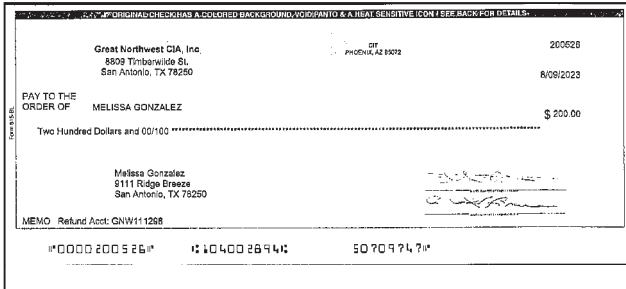 ORIGINAL CHECK HAS A COLORED BACKGROUND, VOID PANTO & A HEAT SENSITIVE ICON / SEE BACK FOR DETAILS
Great Northwest CIA, Inc.
8809 Timberwilde St.
San Antonio, TX 78250
CIT
PHOENIX, AZ 85072
200526
8/09/2023
PAY TO THE
ORDER OF MELISSA GONZALEZ
$ 200.00
Two Hundred Dollars and 00/100
Melissa Gonzalez
9111 Ridge Breeze
San Antonio, TX 78250
MEMO Refund Acct: GNW111298
⑈0000200526⑈ ⑆104002894⑆ 50709747⑈